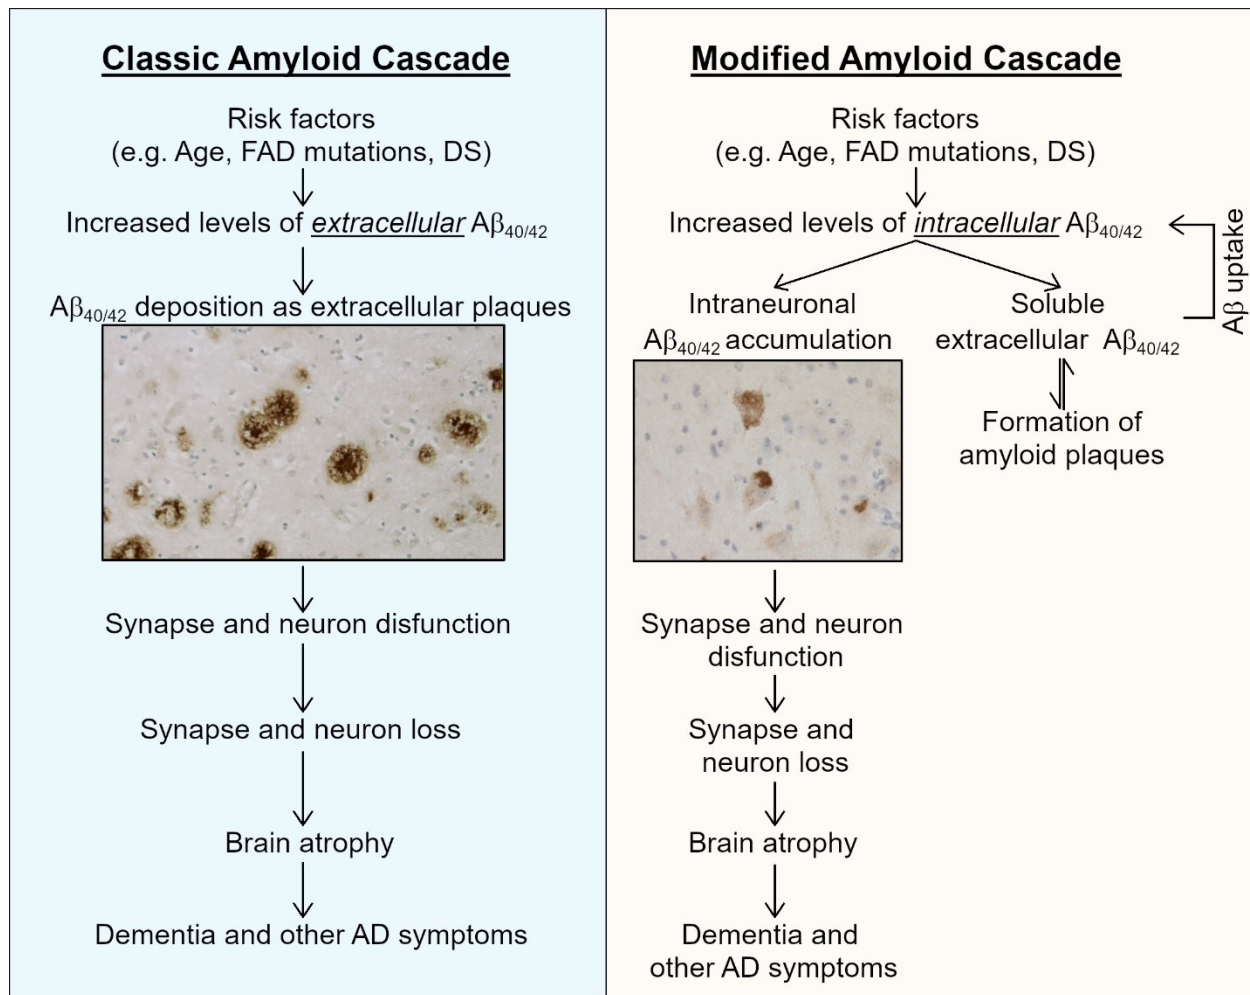 Classic Amyloid Cascade
Risk factors
(e.g. Age, FAD mutations, DS)
Increased levels of extracellular Aβ40/42
Aβ40/42 deposition as extracellular plaques
Synapse and neuron disfunction
Synapse and neuron loss
Brain atrophy
Dementia and other AD symptoms
Modified Amyloid Cascade
Risk factors
(e.g. Age, FAD mutations, DS)
Increased levels of intracellular Aβ40/42
Intraneuronal
Aβ40/42 accumulation
Soluble
extracellular Aβ40/42
Aβ uptake
Formation of
amyloid plaques
Synapse and neuron
disfunction
Synapse and
neuron loss
Brain atrophy
Dementia and
other AD symptoms